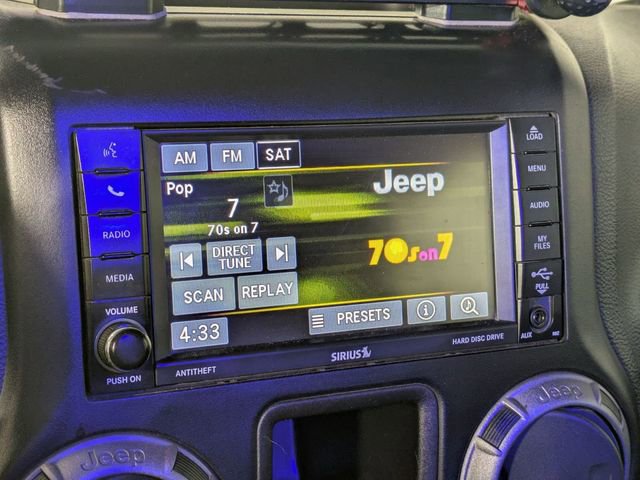 LOAD
AM FM SAT
MENU
Pop
Jeep
7
70s on 7
AUDIO
RADIO
70s on 7
DIRECT
TUNE
MY
FILES
MEDIA
SCAN REPLAY
PULL
VOLUME
PRESETS
4:33
AUX
RBZ
HARD DISC DRIVE
SIRIUS
PUSH ON
ANTITHEFT
Jeep
Jeep